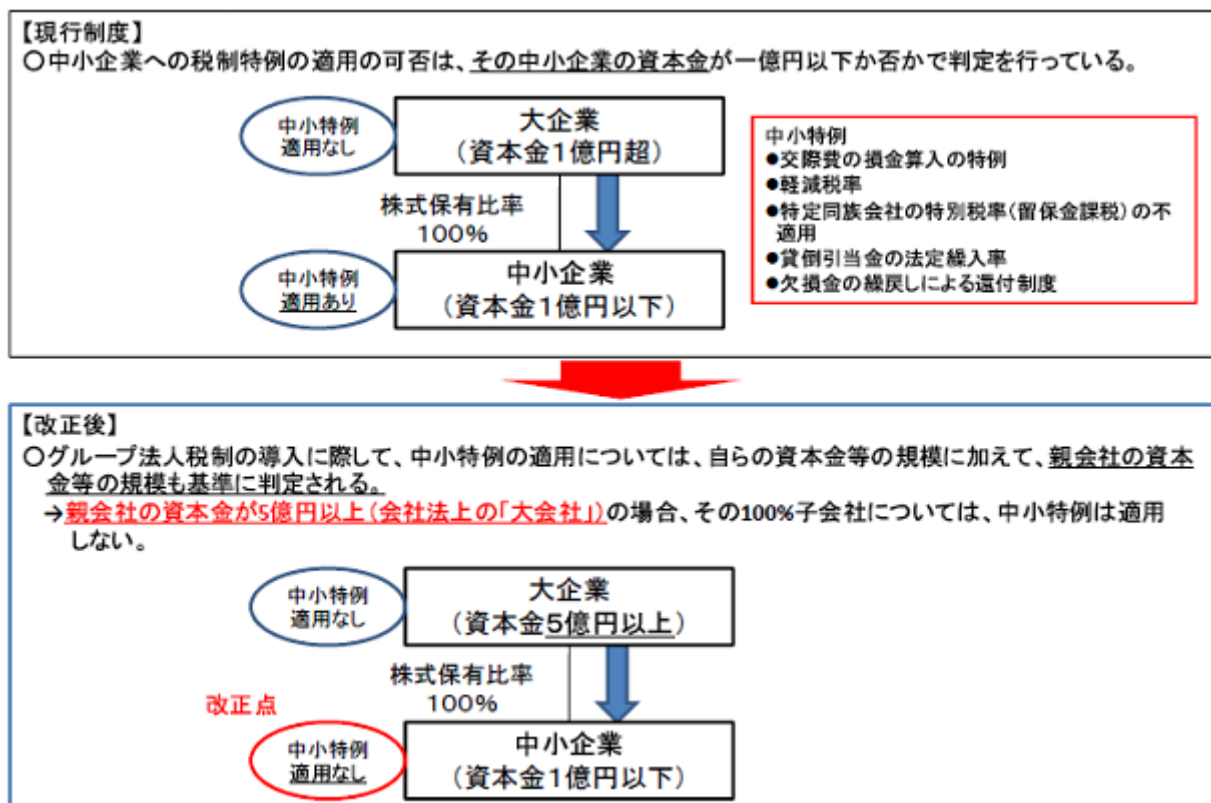 【現行制度】
〇中小企業への税制特例の適用の可否は、その中小企業の資本金が一億円以下か否かで判定を行っている。
中小特例
適用なし
大企業
（資本金１億円超）
株式保有比率
100%
中小特例
適用あり
中小企業
（資本金１億円以下）
中小特例
●交際費の損金算入の特例
●軽減税率
●特定同族会社の特別税率（留保金課税）の不
適用
●貸倒引当金の法定繰入率
●欠損金の繰戻しによる還付制度
【改正後】
〇グループ法人税制の導入に際して、中小特例の適用については、自らの資本金等の規模に加えて、親会社の資本
金等の規模も基準に判定される。
→親会社の資本金が5億円以上（会社法上の「大会社」）の場合、その100%子会社については、中小特例は適用
しない。
中小特例
適用なし
大企業
（資本金５億円以上）
株式保有比率
100%
改正点
中小特例
適用なし
中小企業
（資本金１億円以下）